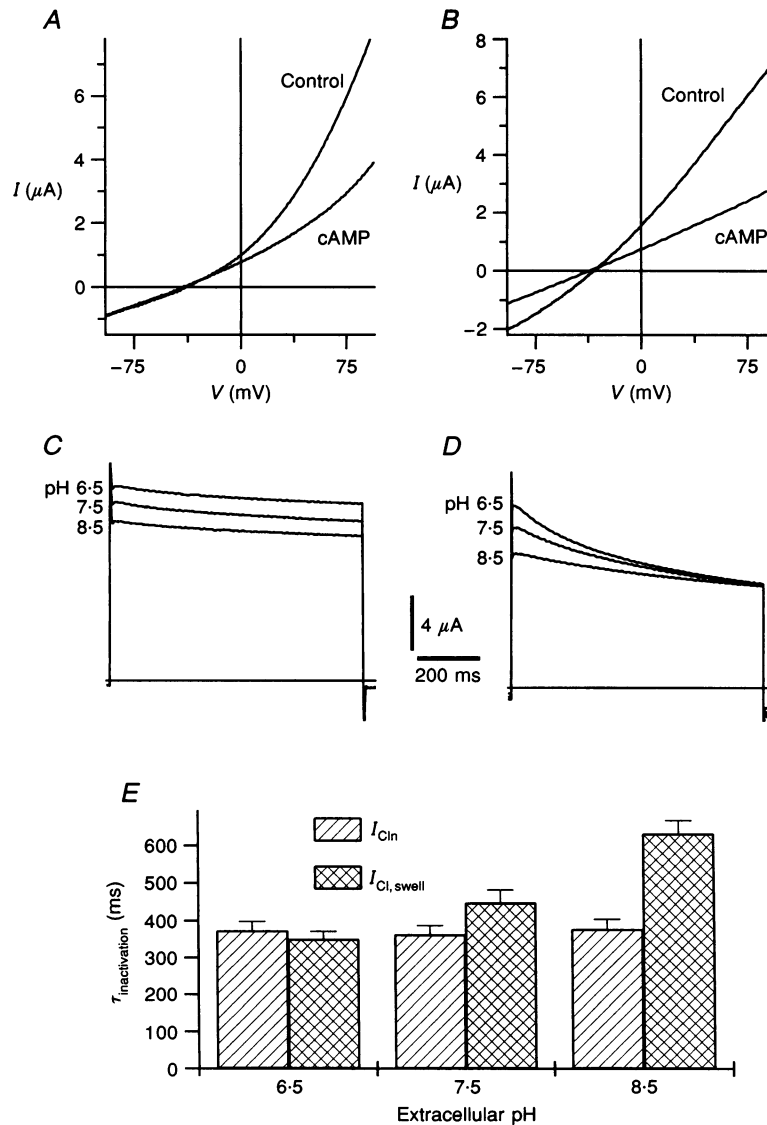 A
B
Control
cAMP
I (μA)
6
4
2
0
−75
0
75
V (mV)
Control
cAMP
I (μA)
8
6
4
2
0
−2
−75
0
75
V (mV)
C
pH 6·5
7·5
8·5
D
pH 6·5
7·5
8·5
4 μA
200 ms
E
I Cln
I Cl, swell
τ inactivation (ms)
600
500
400
300
200
100
0
6·5
7·5
8·5
Extracellular pH